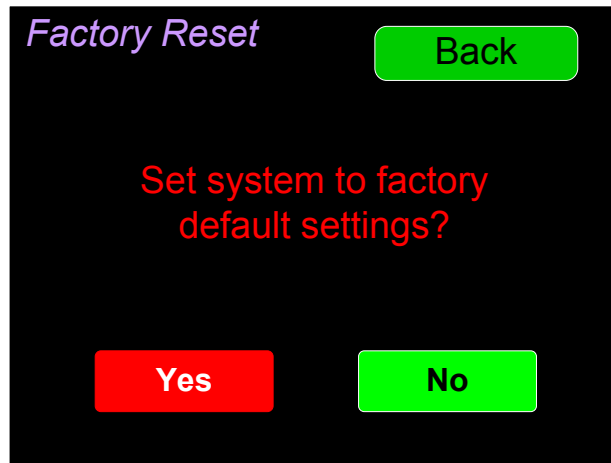 Factory Reset
Back
Set system to factory
default settings?
Yes
No